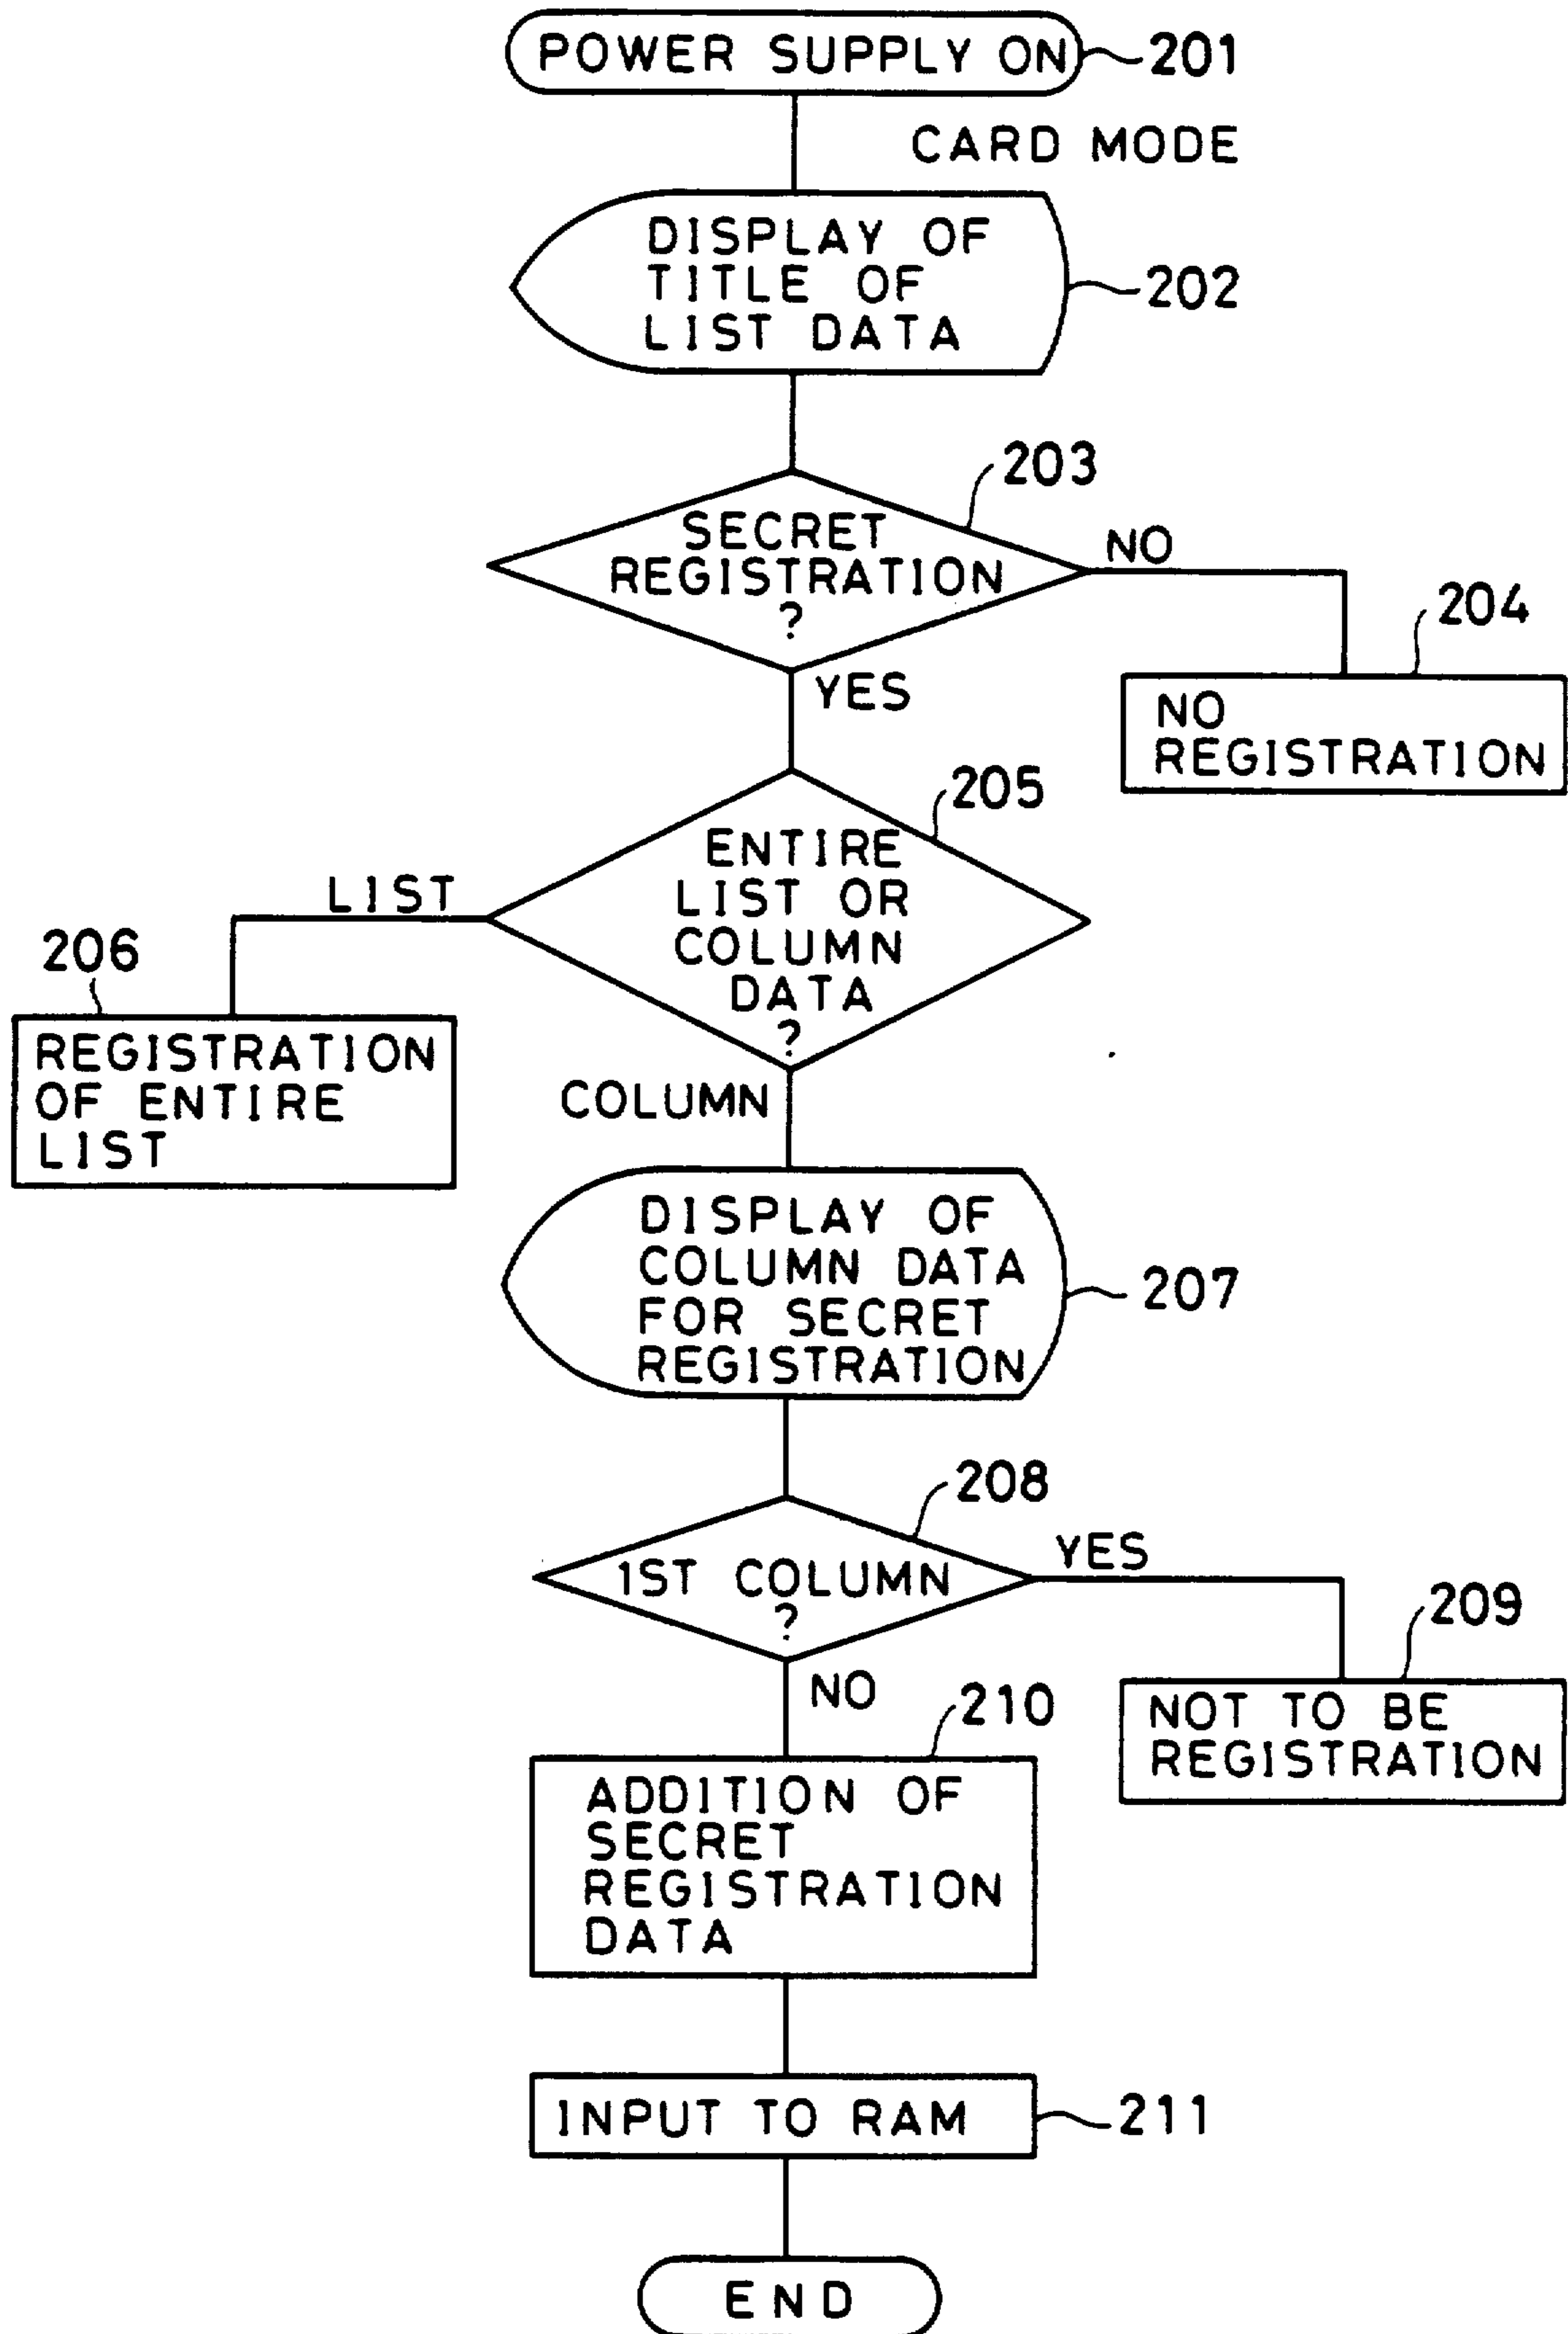 POWER SUPPLY ON
201
CARD MODE
DISPLAY OF
TITLE OF
LIST DATA
202
203
SECRET
REGISTRATION
?
NO
204
NO
REGISTRATION
YES
205
ENTIRE
LIST OR
COLUMN
DATA
?
LIST
206
REGISTRATION
OF ENTIRE
LIST
COLUMN
DISPLAY OF
COLUMN DATA
FOR SECRET
REGISTRATION
207
208
1ST COLUMN
?
YES
209
NOT TO BE
REGISTRATION
NO
210
ADDITION OF
SECRET
REGISTRATION
DATA
INPUT TO RAM
211
END